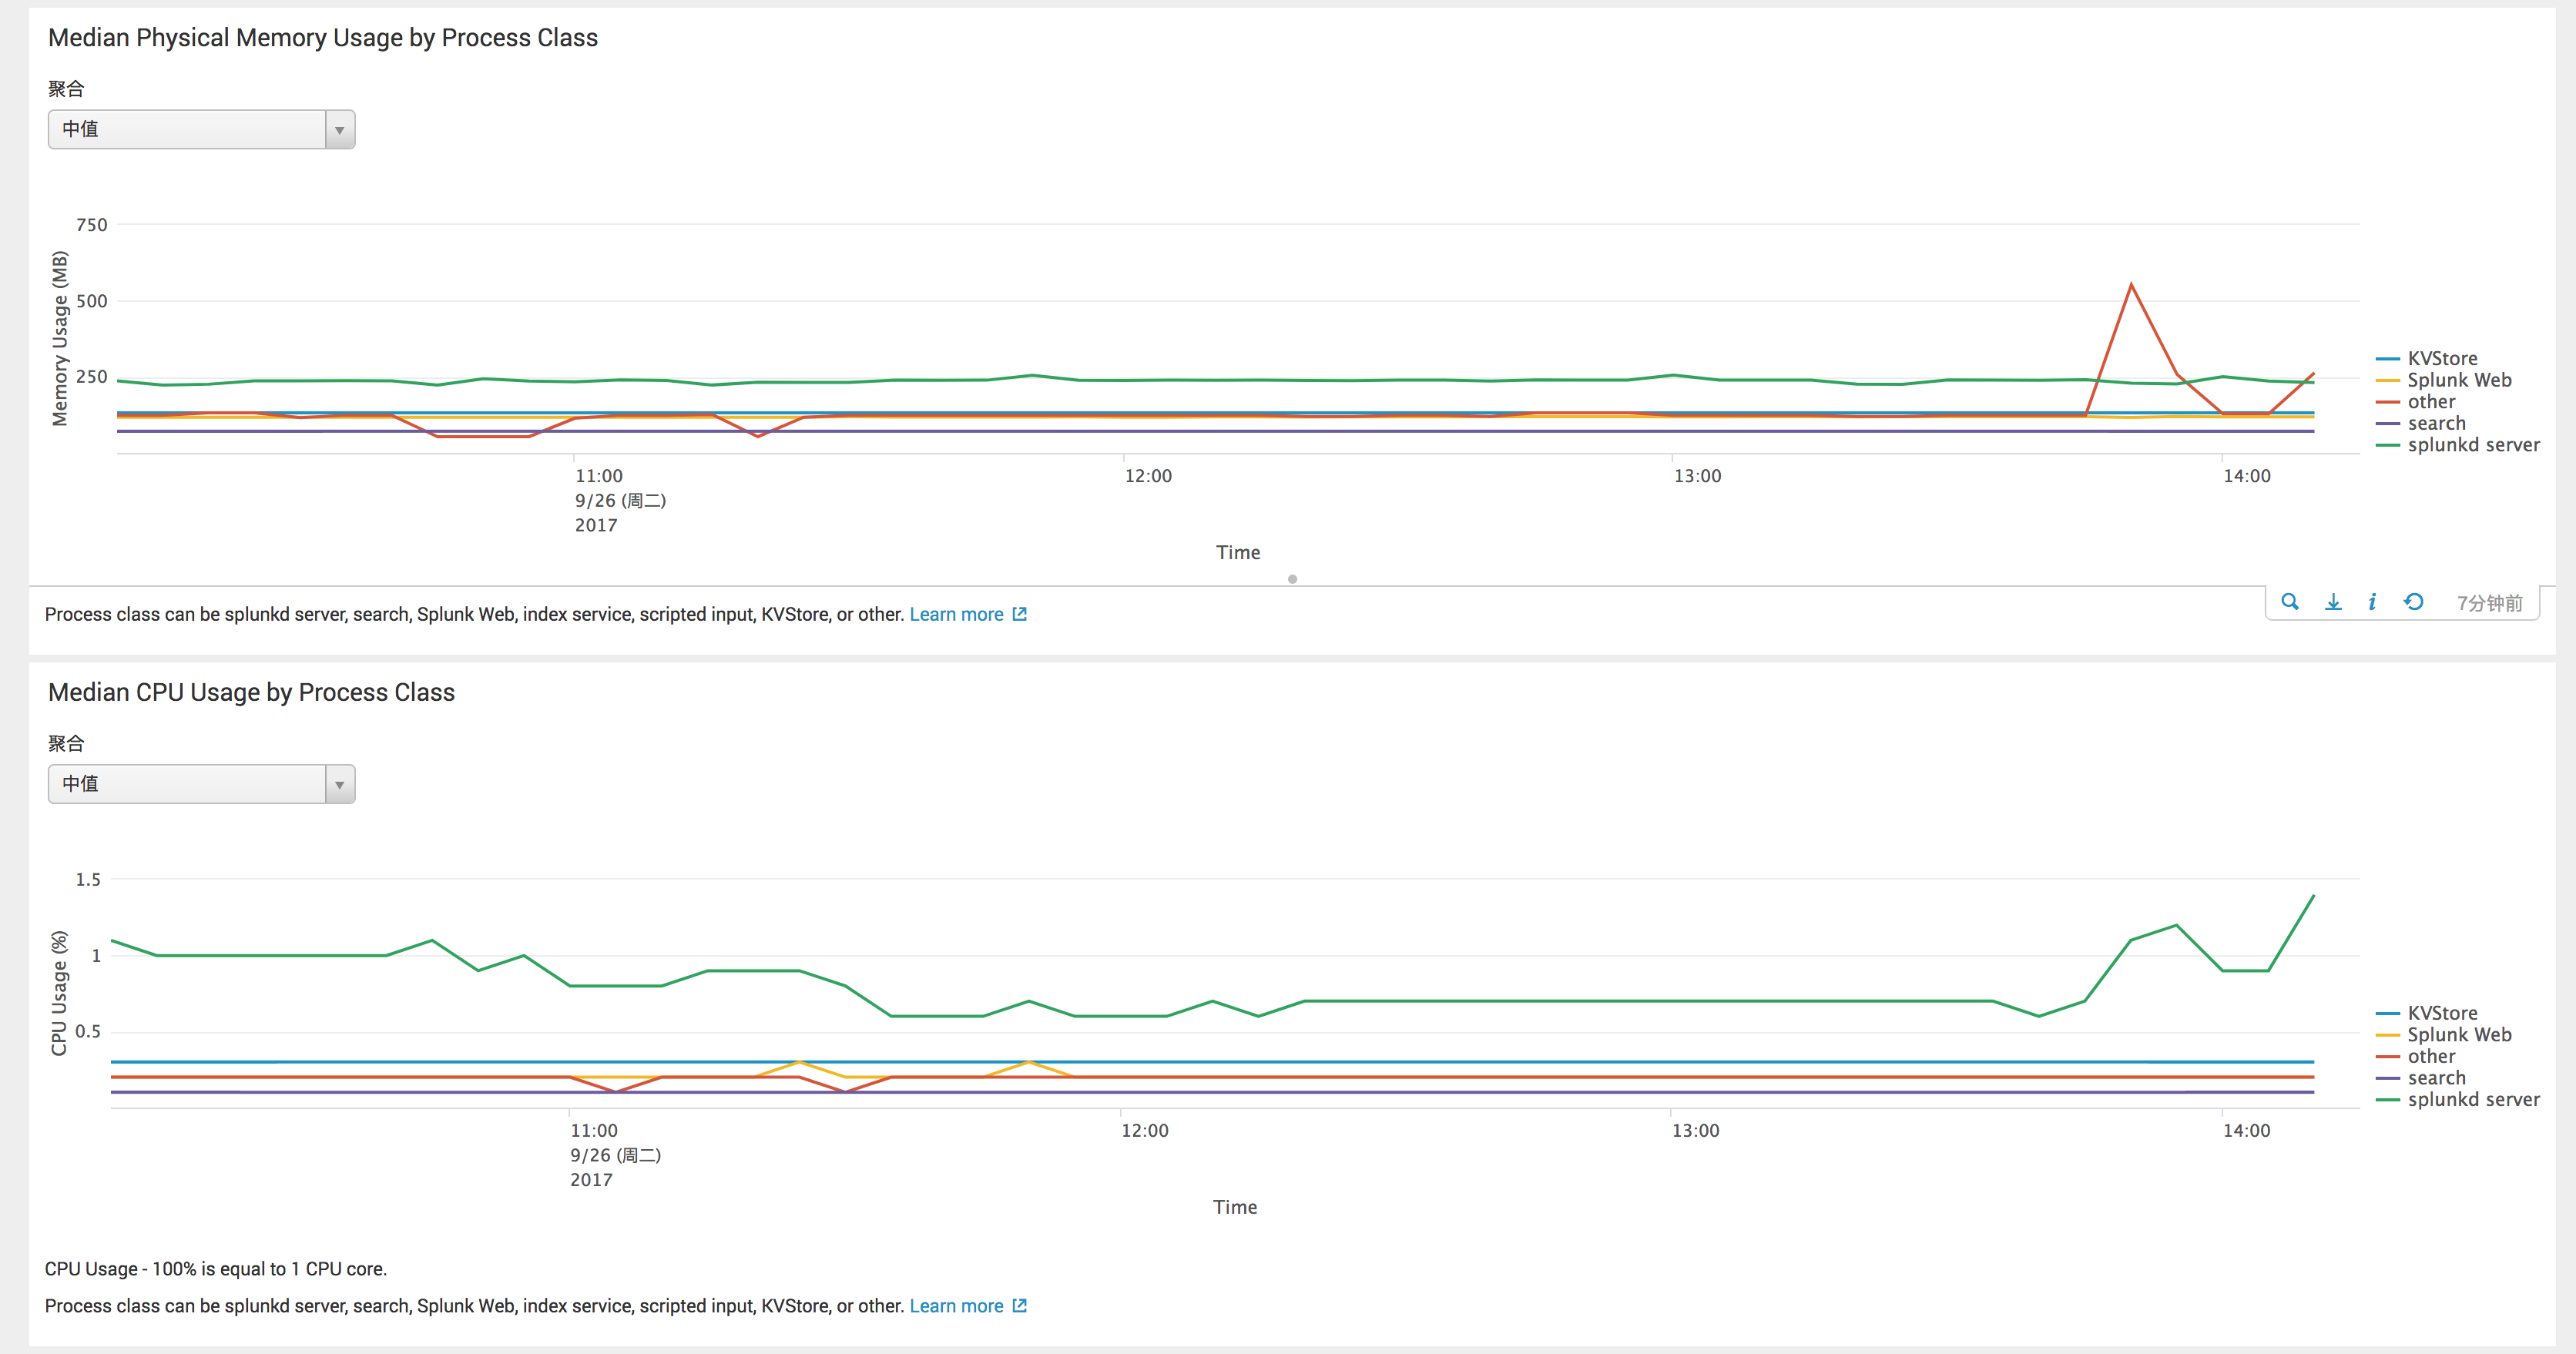 Median Physical Memory Usage by Process Class
聚合
中值
750
500
250
Memory Usage (MB)
KVStore
Splunk Web
other
search
splunkd server
11:00
9/26 (周二)
2017
12:00
13:00
14:00
Time
7分钟前
Process class can be splunkd server, search, Splunk Web, index service, scripted input, KVStore, or other. Learn more
Median CPU Usage by Process Class
聚合
中值
1.5
1
0.5
CPU Usage (%)
KVStore
Splunk Web
other
search
splunkd server
11:00
9/26 (周二)
2017
12:00
13:00
14:00
Time
CPU Usage - 100% is equal to 1 CPU core.
Process class can be splunkd server, search, Splunk Web, index service, scripted input, KVStore, or other. Learn more